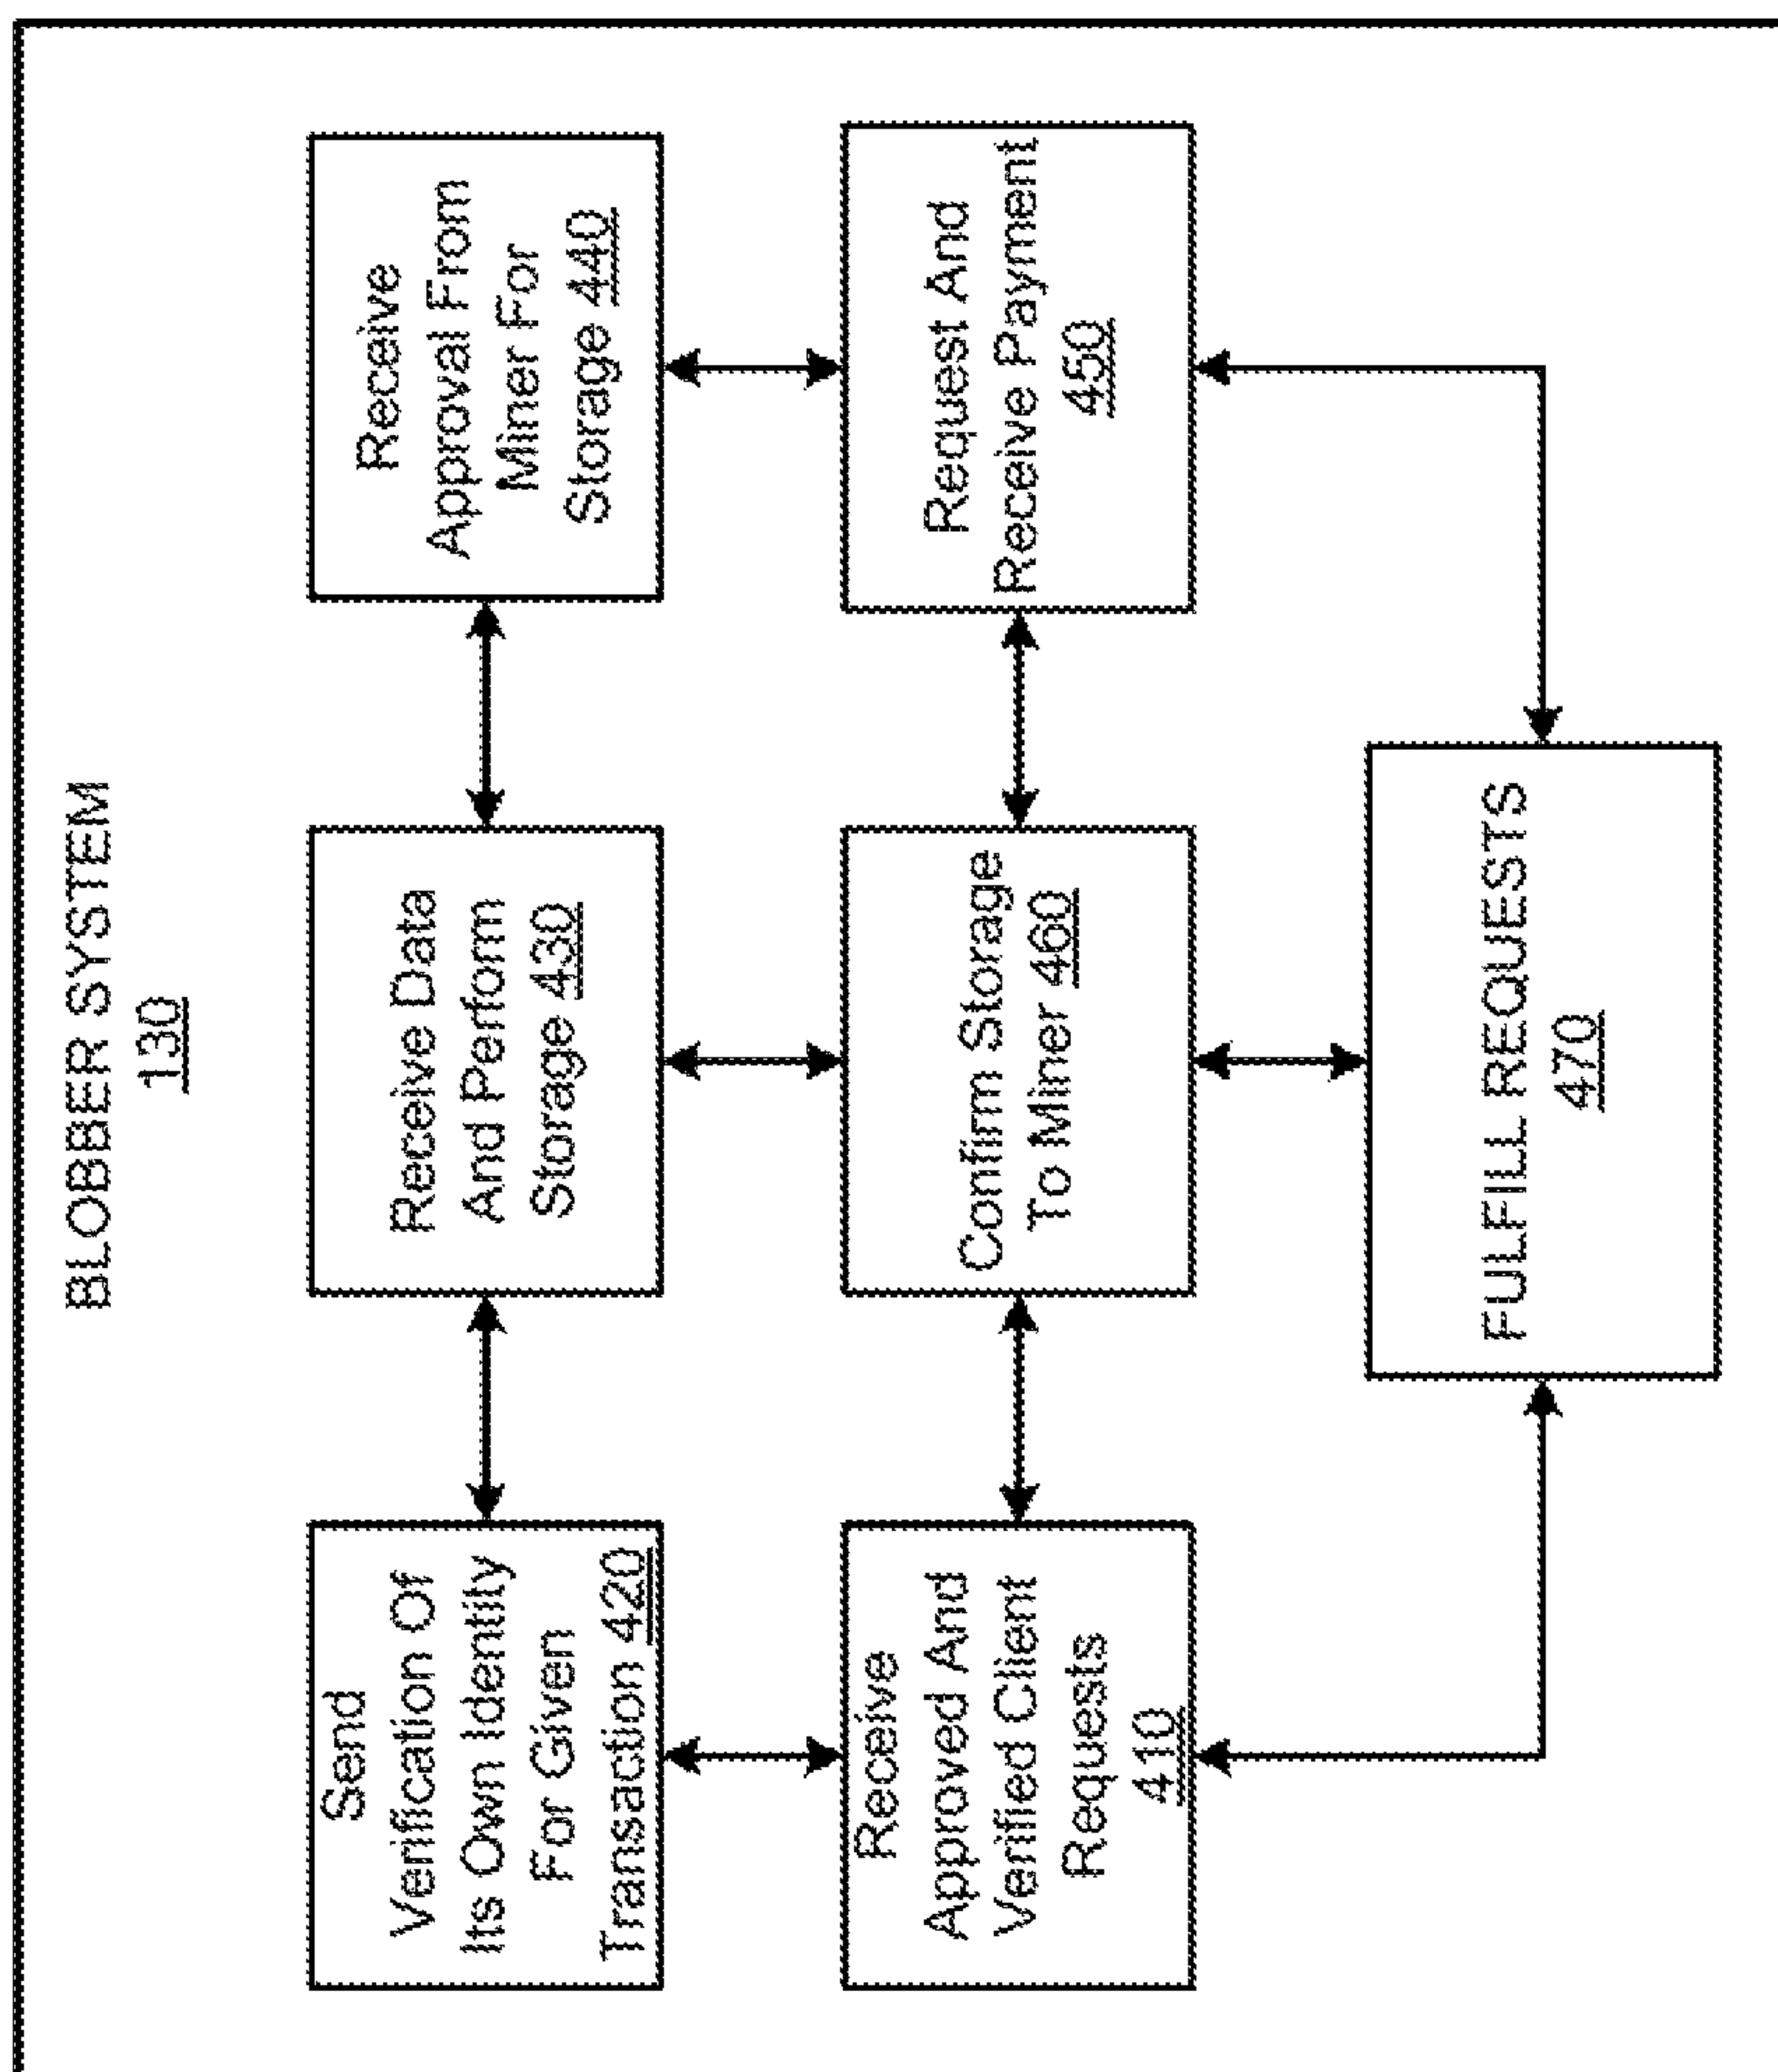 BLOBBER SYSTEM
130
Send
Verification Of
Its Own Identity
For Given
Transaction 420
Receive Data
And Perform
Storage 430
Receive
Approval From
Miner For
Storage 440
Receive
Approved And
Verified Client
Requests
410
Confirm Storage
To Miner 460
Request And
Receive Payment
450
FULFILL REQUESTS
470